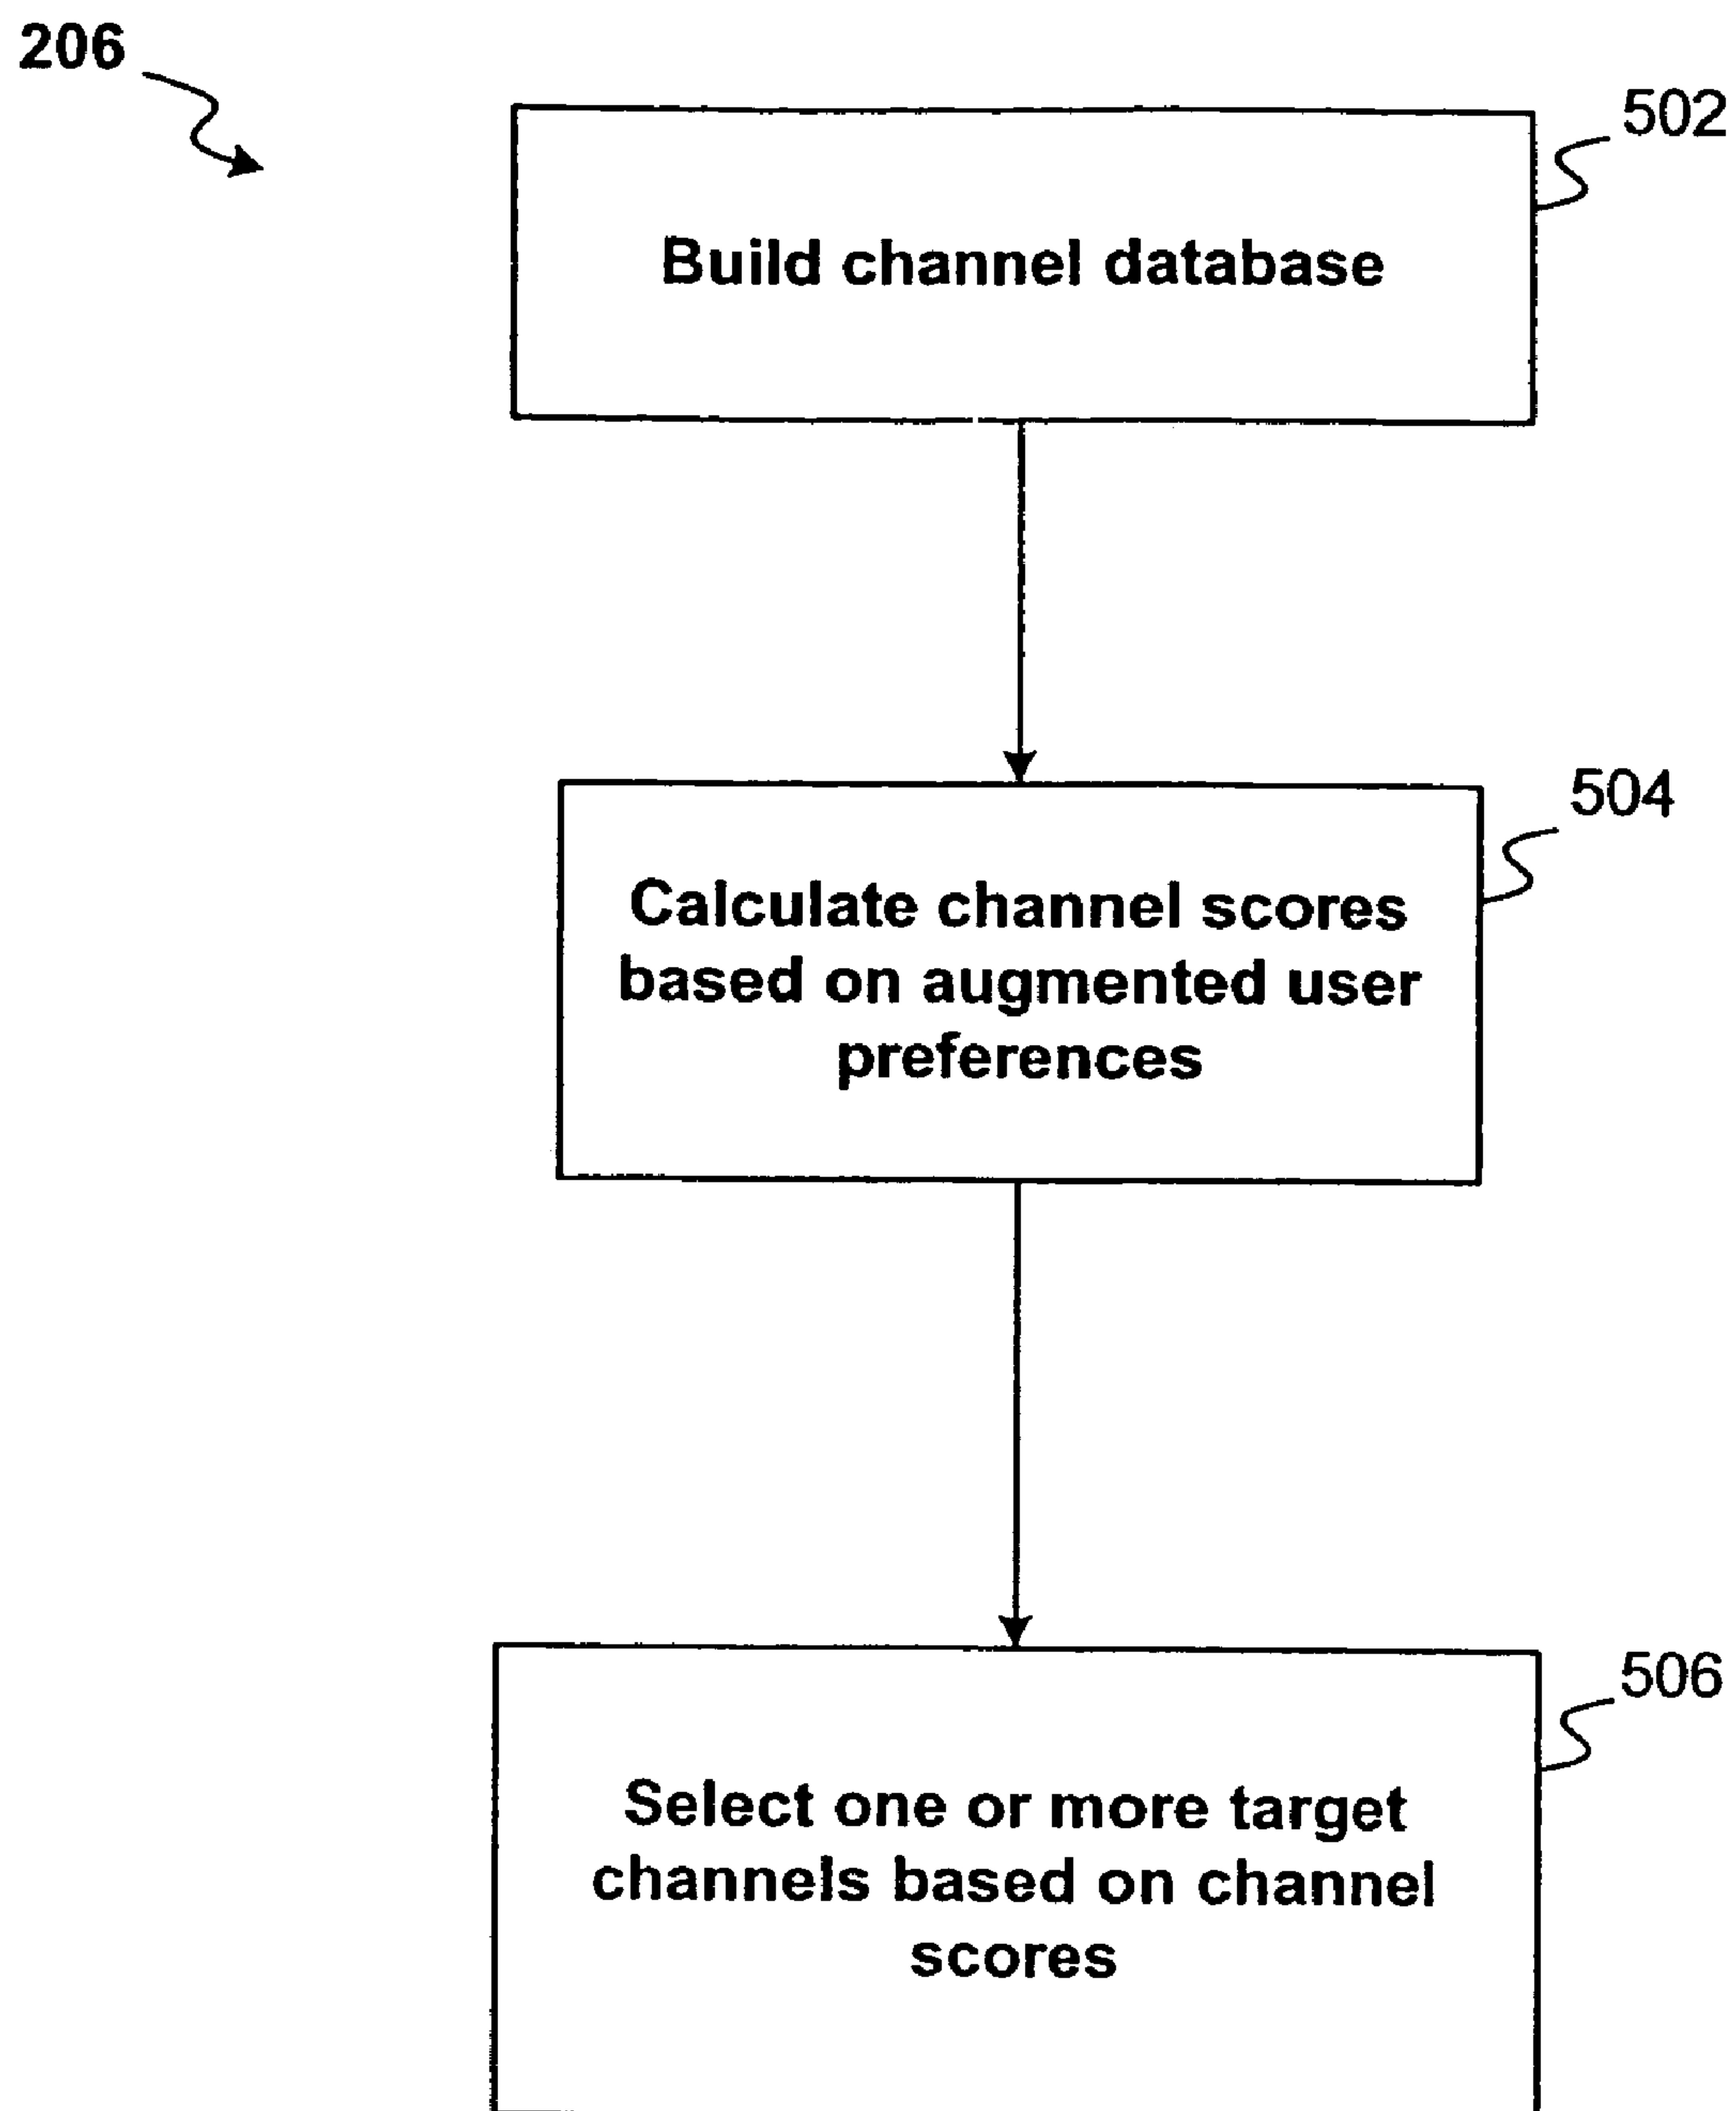 206
502
Build channel database
504
Calculate channel scores
based on augmented user
preferences
506
Select one or more target
channels based on channel
scores